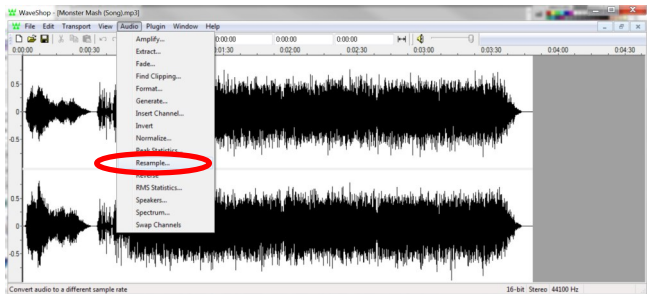 WaveShop - [Monster Mash (Song).mp3]
File Edit Transport View Audio Plugin Window Help
0:00:00 0:00:00 0:00:00
0:00:00 0:00:30 0:01:30 0:02:00 0:02:30 0:03:00 0:03:30 0:04:00 0:04:30
Amplify...
Extract...
Fade...
Find Clipping...
Format...
Generate...
Insert Channel...
Invert
Normalize...
Peak Statistics...
Resample...
Reverse
RMS Statistics...
Speakers...
Spectrum...
Swap Channels
0.5
0
-0.5
0.5
0
-0.5
Convert audio to a different sample rate 16-bit Stereo 44100 Hz